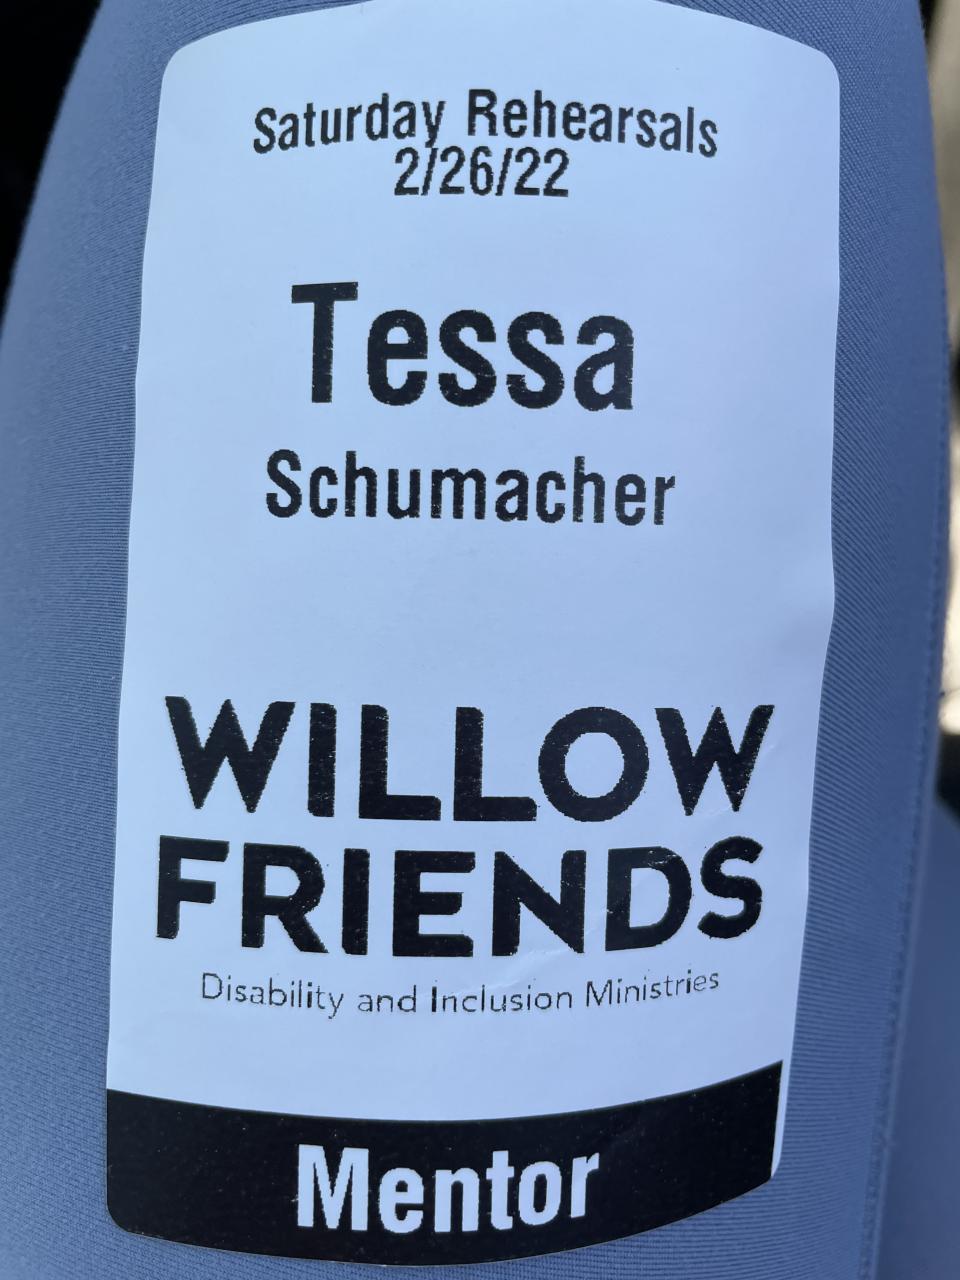 Saturday Rehearsals
2/26/22
Tessa
Schumacher
WILLOW
FRIENDS
Disability and Inclusion Ministries
Mentor